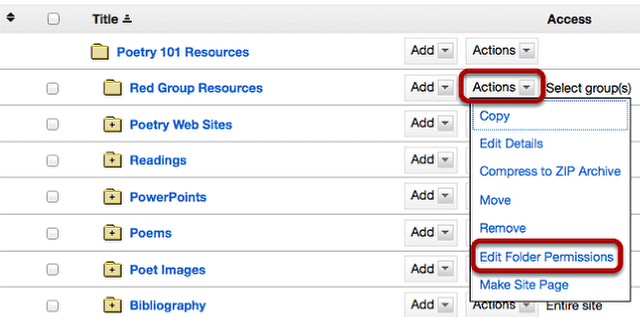 Title Access
Poetry 101 Resources Add Actions
Red Group Resources Add Actions Select group(s)
Poetry Web Sites Add
Copy
Edit Details
Readings Add
Compress to ZIP Archive
PowerPoints Add
Move
Poems Add
Remove
Edit Folder Permissions
Poet Images Add
Make Site Page
Bibliography Add Actions Entire site